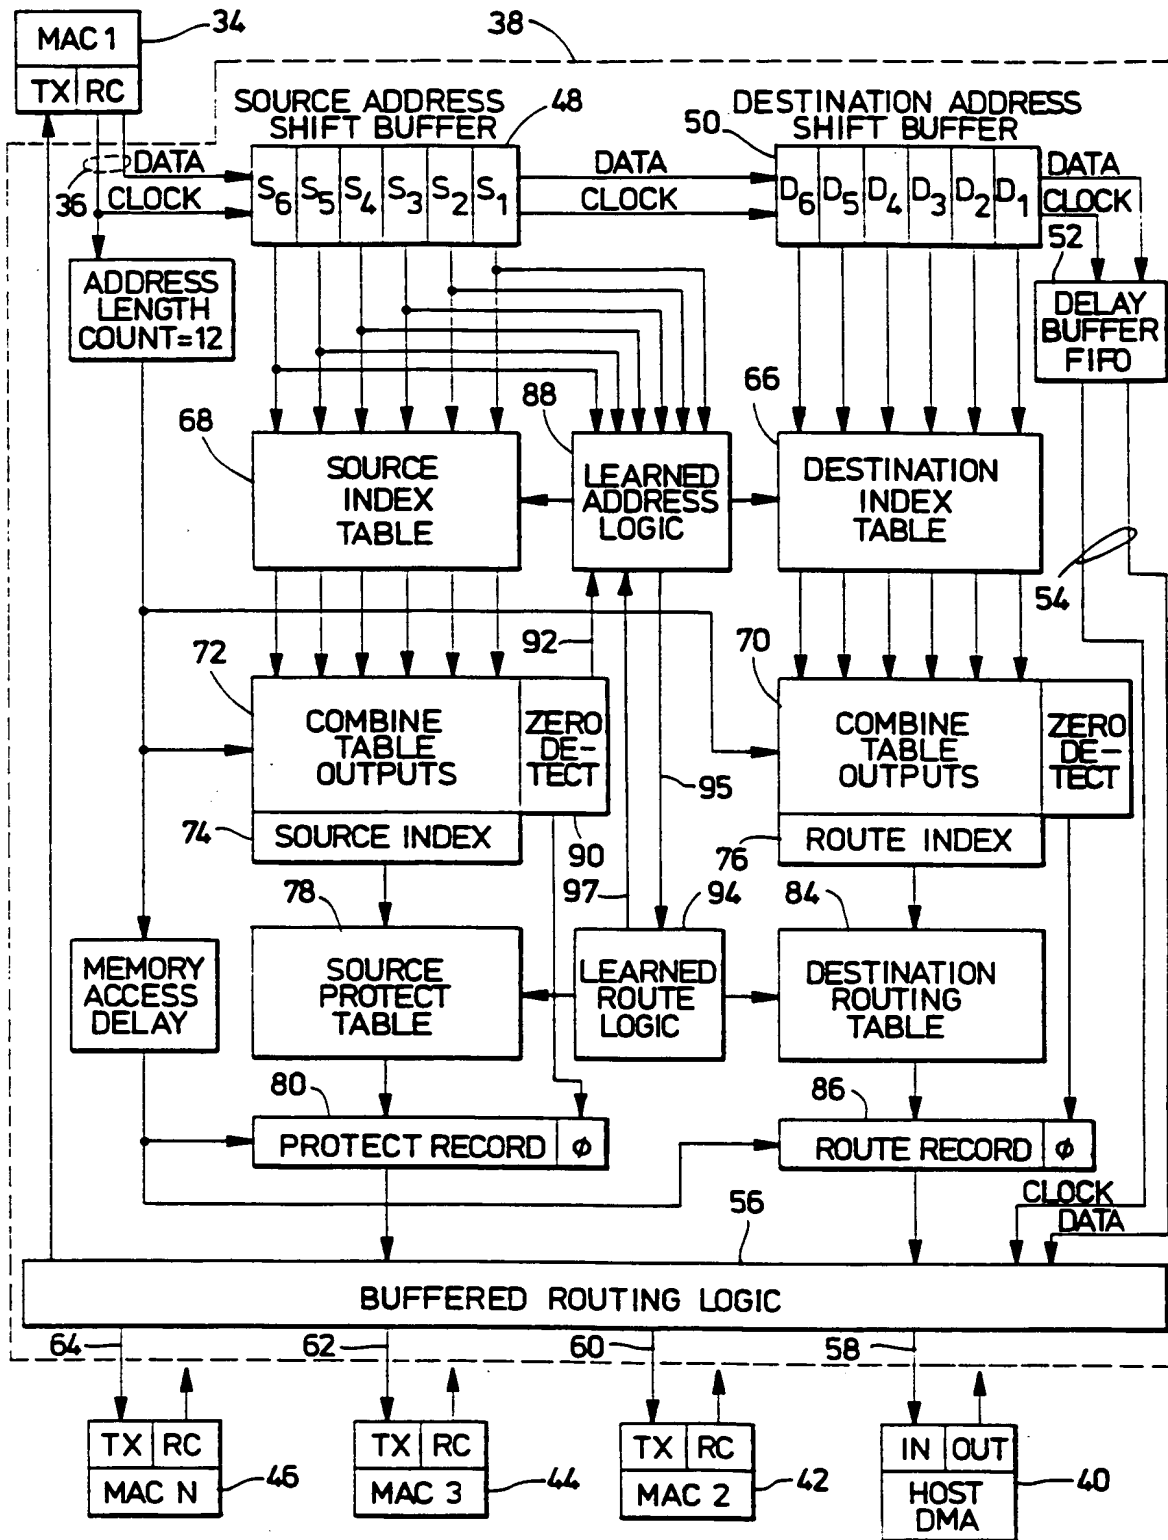 MAC 1
34
TX RC
38
SOURCE ADDRESS
SHIFT BUFFER
48
DESTINATION ADDRESS
SHIFT BUFFER
50
36
DATA
CLOCK
S6 S5 S4 S3 S2 S1
DATA
CLOCK
D6 D5 D4 D3 D2 D1
DATA
CLOCK
52
ADDRESS
LENGTH
COUNT=12
DELAY
BUFFER
FIFO
68
SOURCE
INDEX
TABLE
88
LEARNED
ADDRESS
LOGIC
66
DESTINATION
INDEX
TABLE
54
72
COMBINE
TABLE
OUTPUTS
ZERO
DE-
TECT
92
95
70
COMBINE
TABLE
OUTPUTS
ZERO
DE-
TECT
74
SOURCE INDEX
90
76
ROUTE INDEX
78
97
94
84
MEMORY
ACCESS
DELAY
SOURCE
PROTECT
TABLE
LEARNED
ROUTE
LOGIC
DESTINATION
ROUTING
TABLE
80
PROTECT RECORD ϕ
86
ROUTE RECORD ϕ
CLOCK
DATA
56
BUFFERED ROUTING LOGIC
64
62
60
58
TX RC
MAC N
46
TX RC
MAC 3
44
TX RC
MAC 2
42
IN OUT
HOST
DMA
40